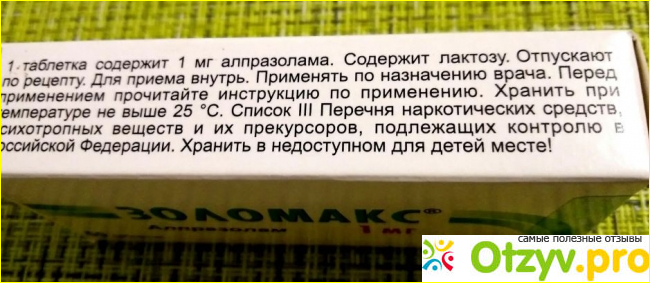 1 таблетка содержит 1 мг алпразолама. Содержит лактозу. Отпускают
по рецепту. Для приема внутрь. Применять по назначению врача. Перед
применением прочитайте инструкцию по применению. Хранить при
температуре не выше 25 °C. Список III Перечня наркотических средств,
психотропных веществ и их прекурсоров, подлежащих контролю в
Российской Федерации. Хранить в недоступном для детей месте!
ЗОЛОМАКС®
Алпразолам 1 мг
самые полезные отзывы
Otzyv.pro